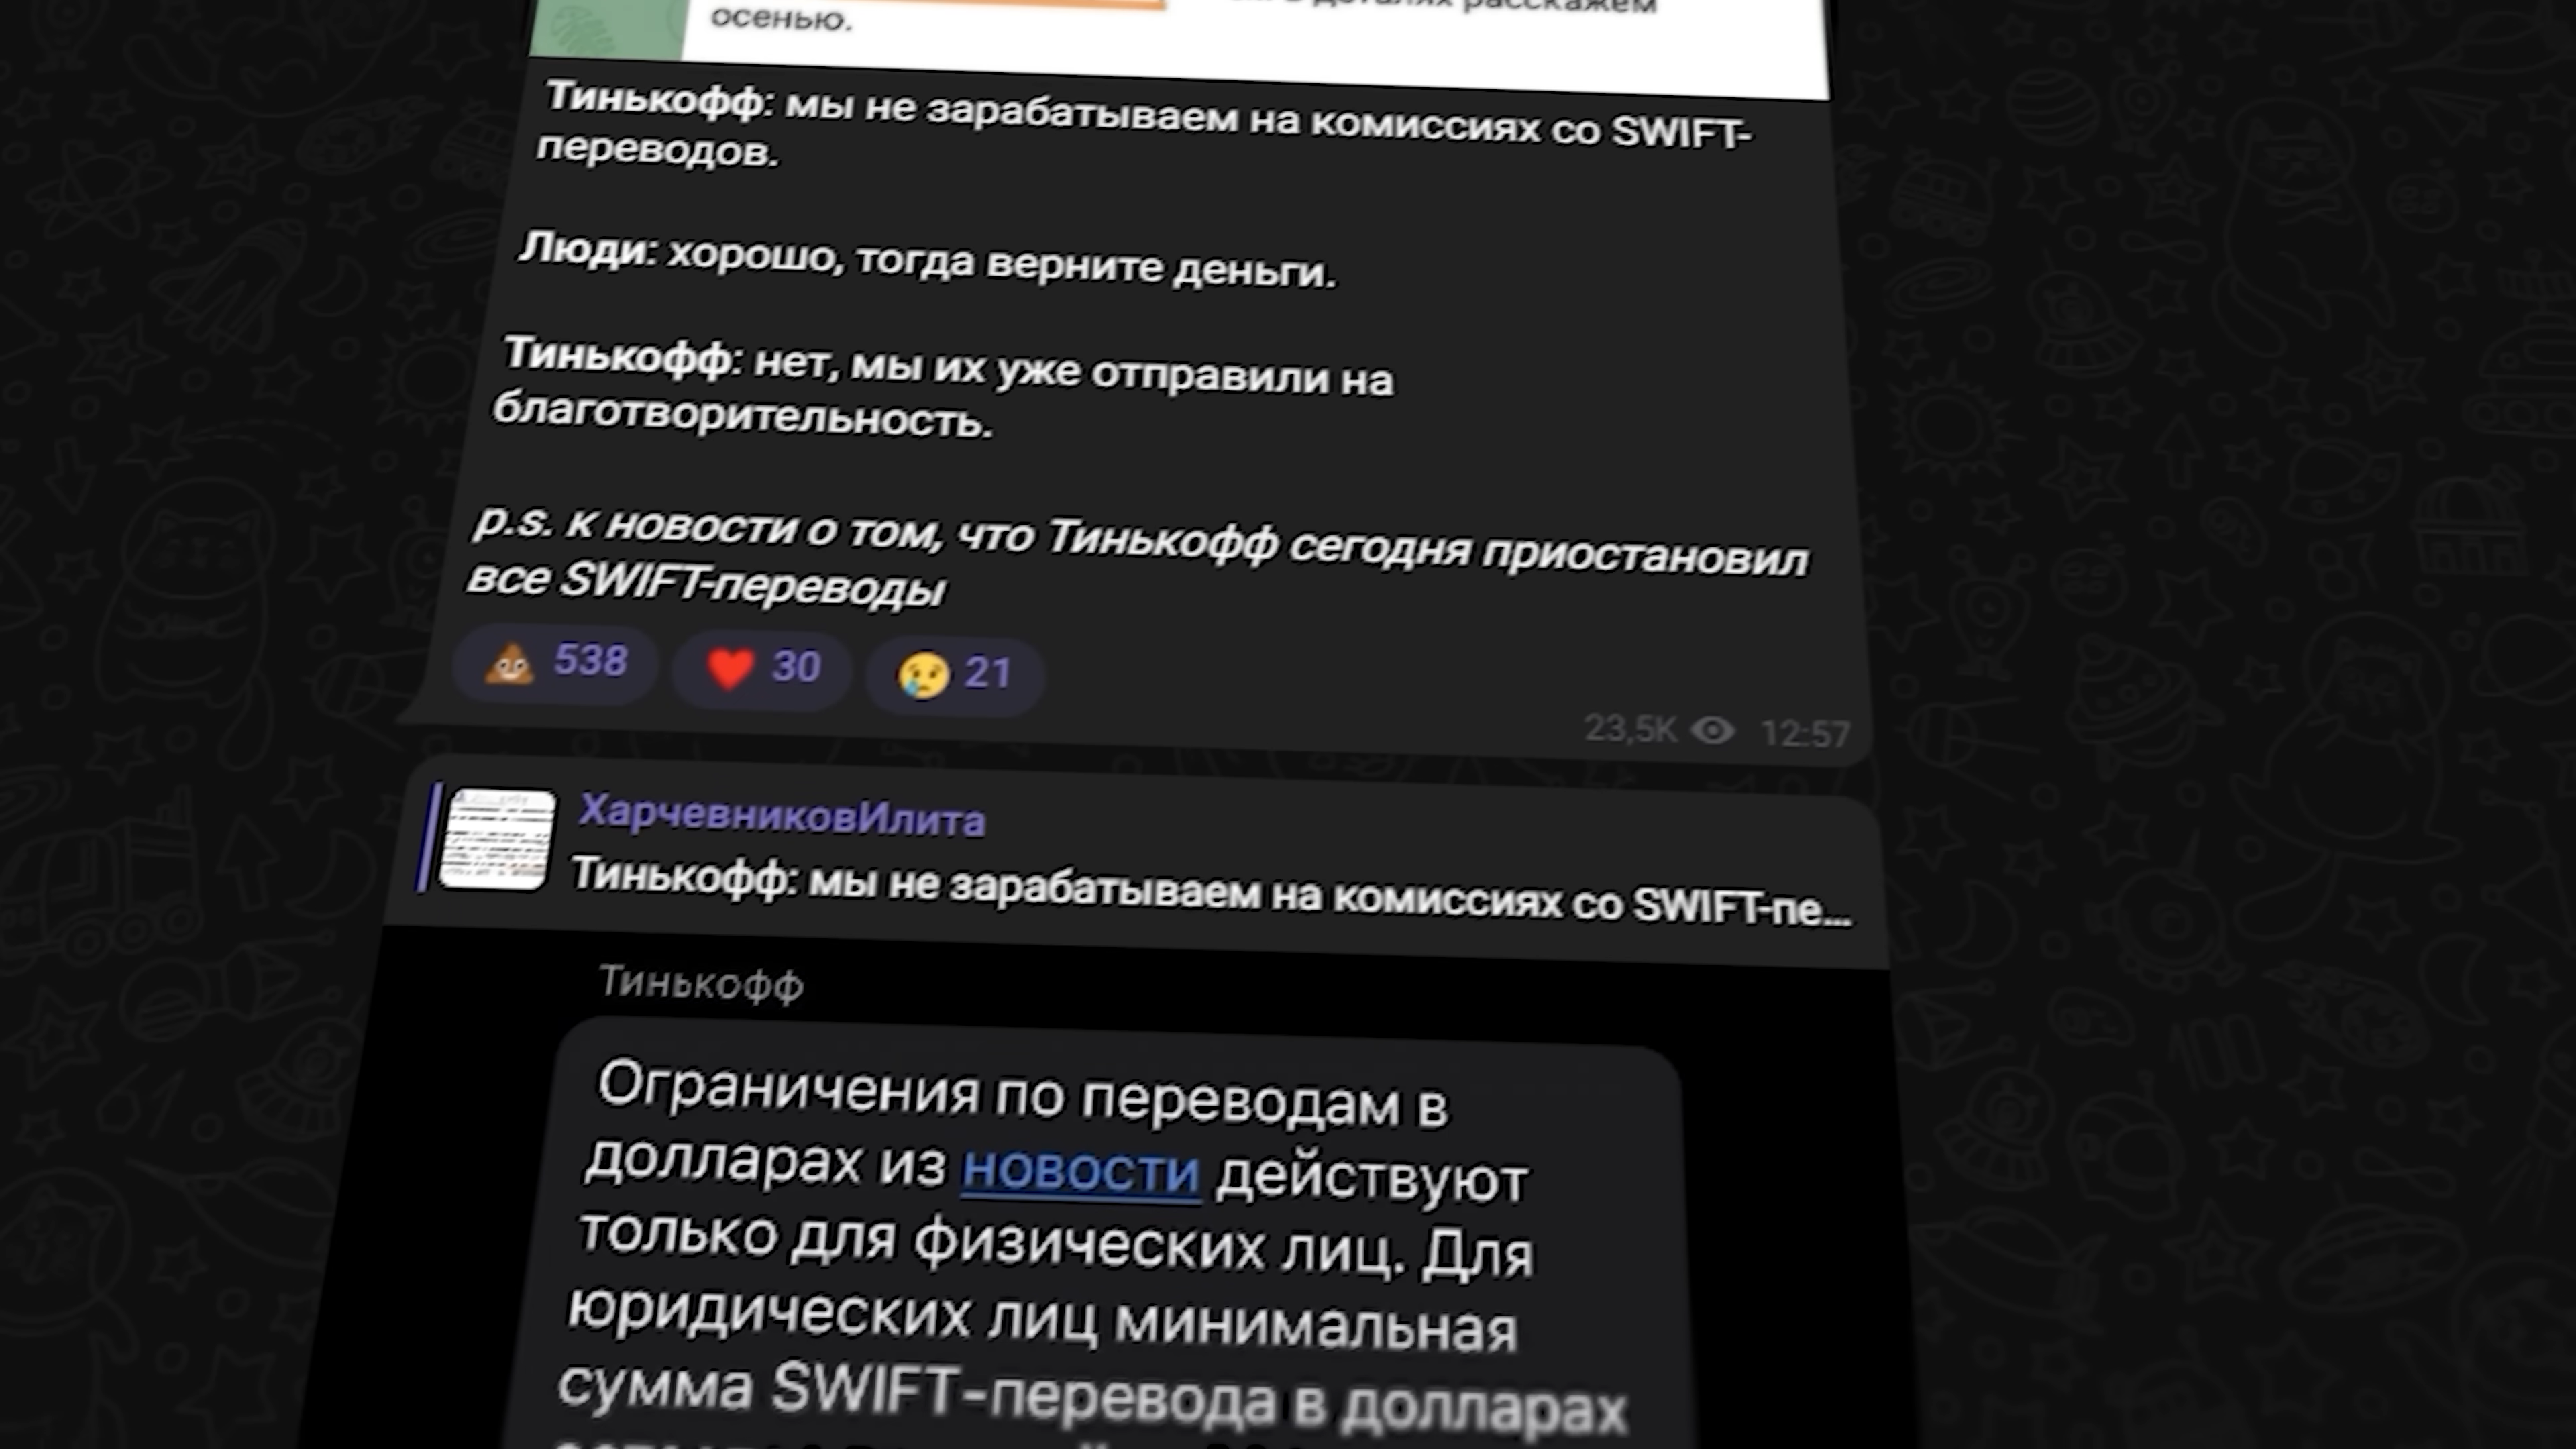 в деталях расскажем
осенью.
Тинькофф: мы не зарабатываем на комиссиях со SWIFT-
переводов.
Люди: хорошо, тогда верните деньги.
Тинькофф: нет, мы их уже отправили на
благотворительность.
p.s. к новости о том, что Тинькофф сегодня приостановил
все SWIFT-переводы
538 30 21
23,5K 12:57
ХарчевниковИлита
Тинькофф: мы не зарабатываем на комиссиях со SWIFT-пе...
Тинькофф
Ограничения по переводам в
долларах из новости действуют
только для физических лиц. Для
юридических лиц минимальная
сумма SWIFT-перевода в долларах